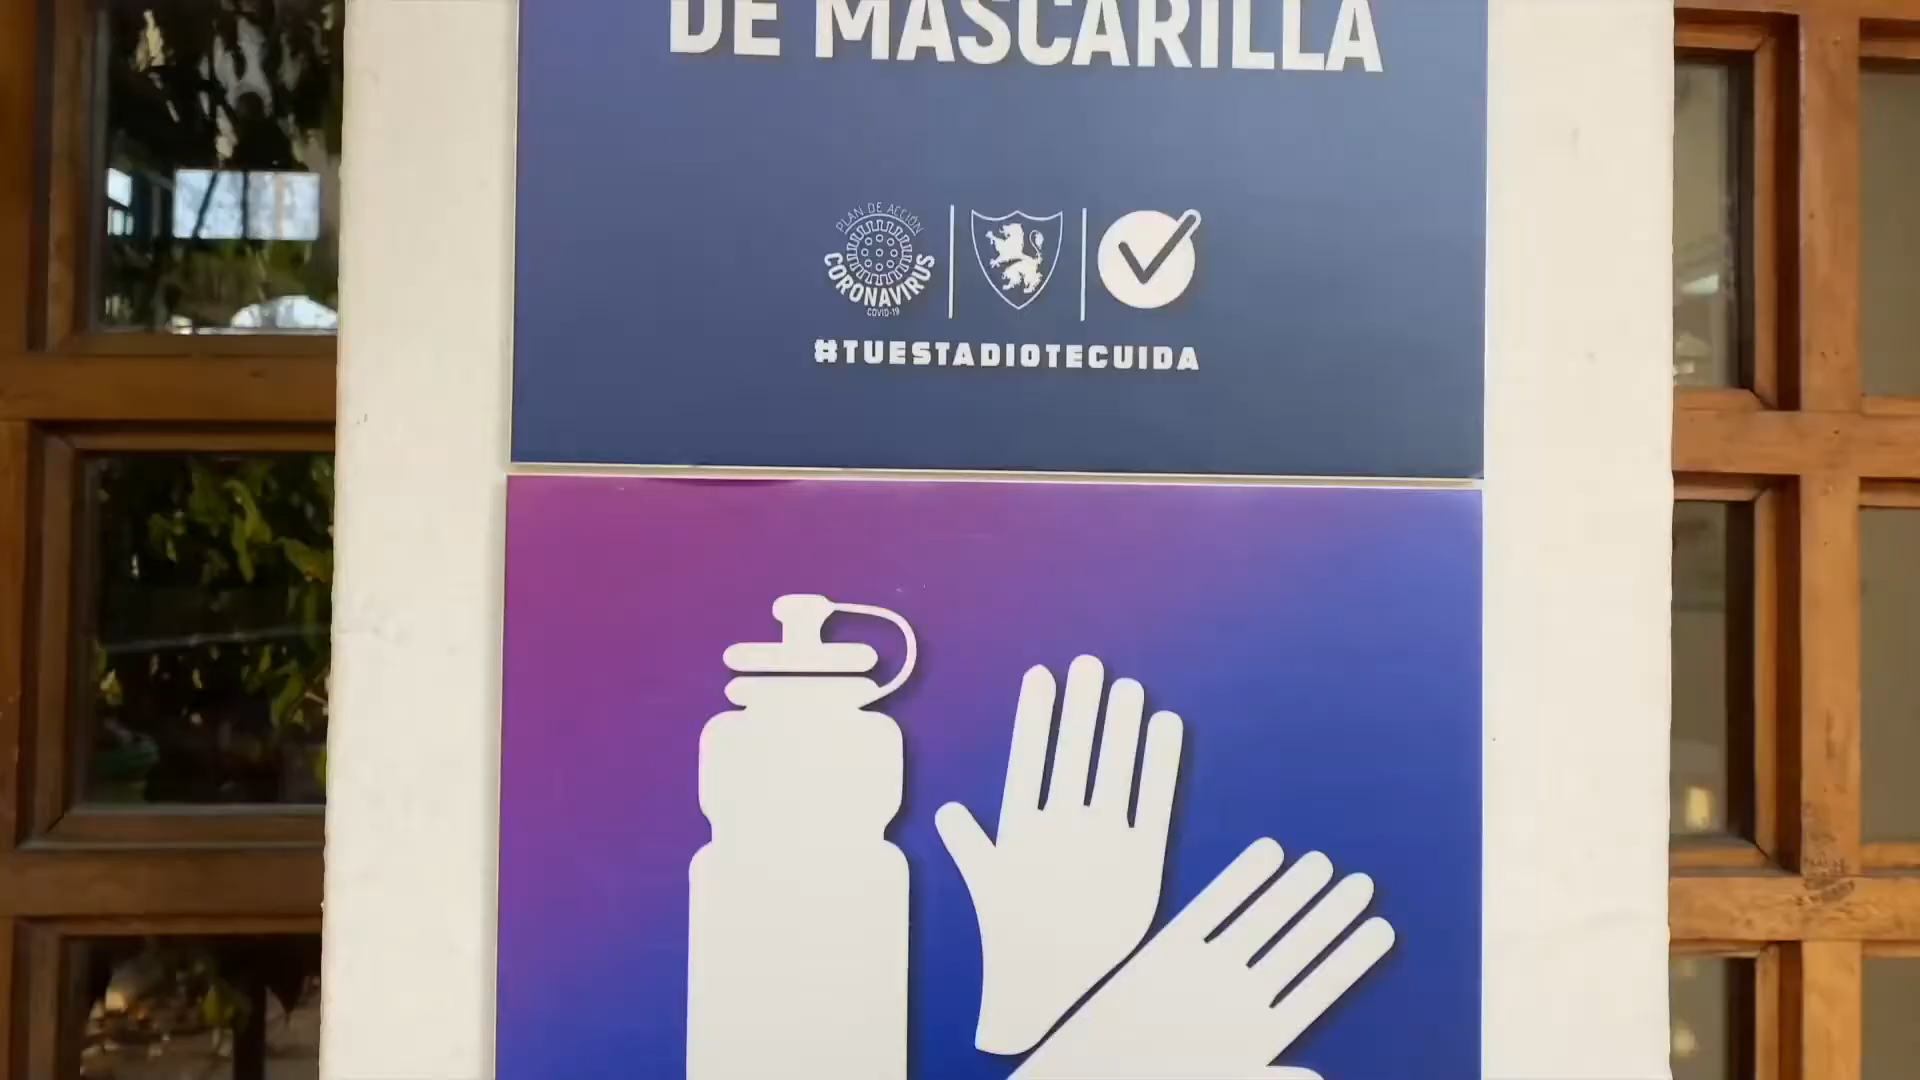 DE MASCARILLA
PLAN DE ACCIÓN
CORONAVIRUS
COVID-19
#TUESTADIOTECUIDA